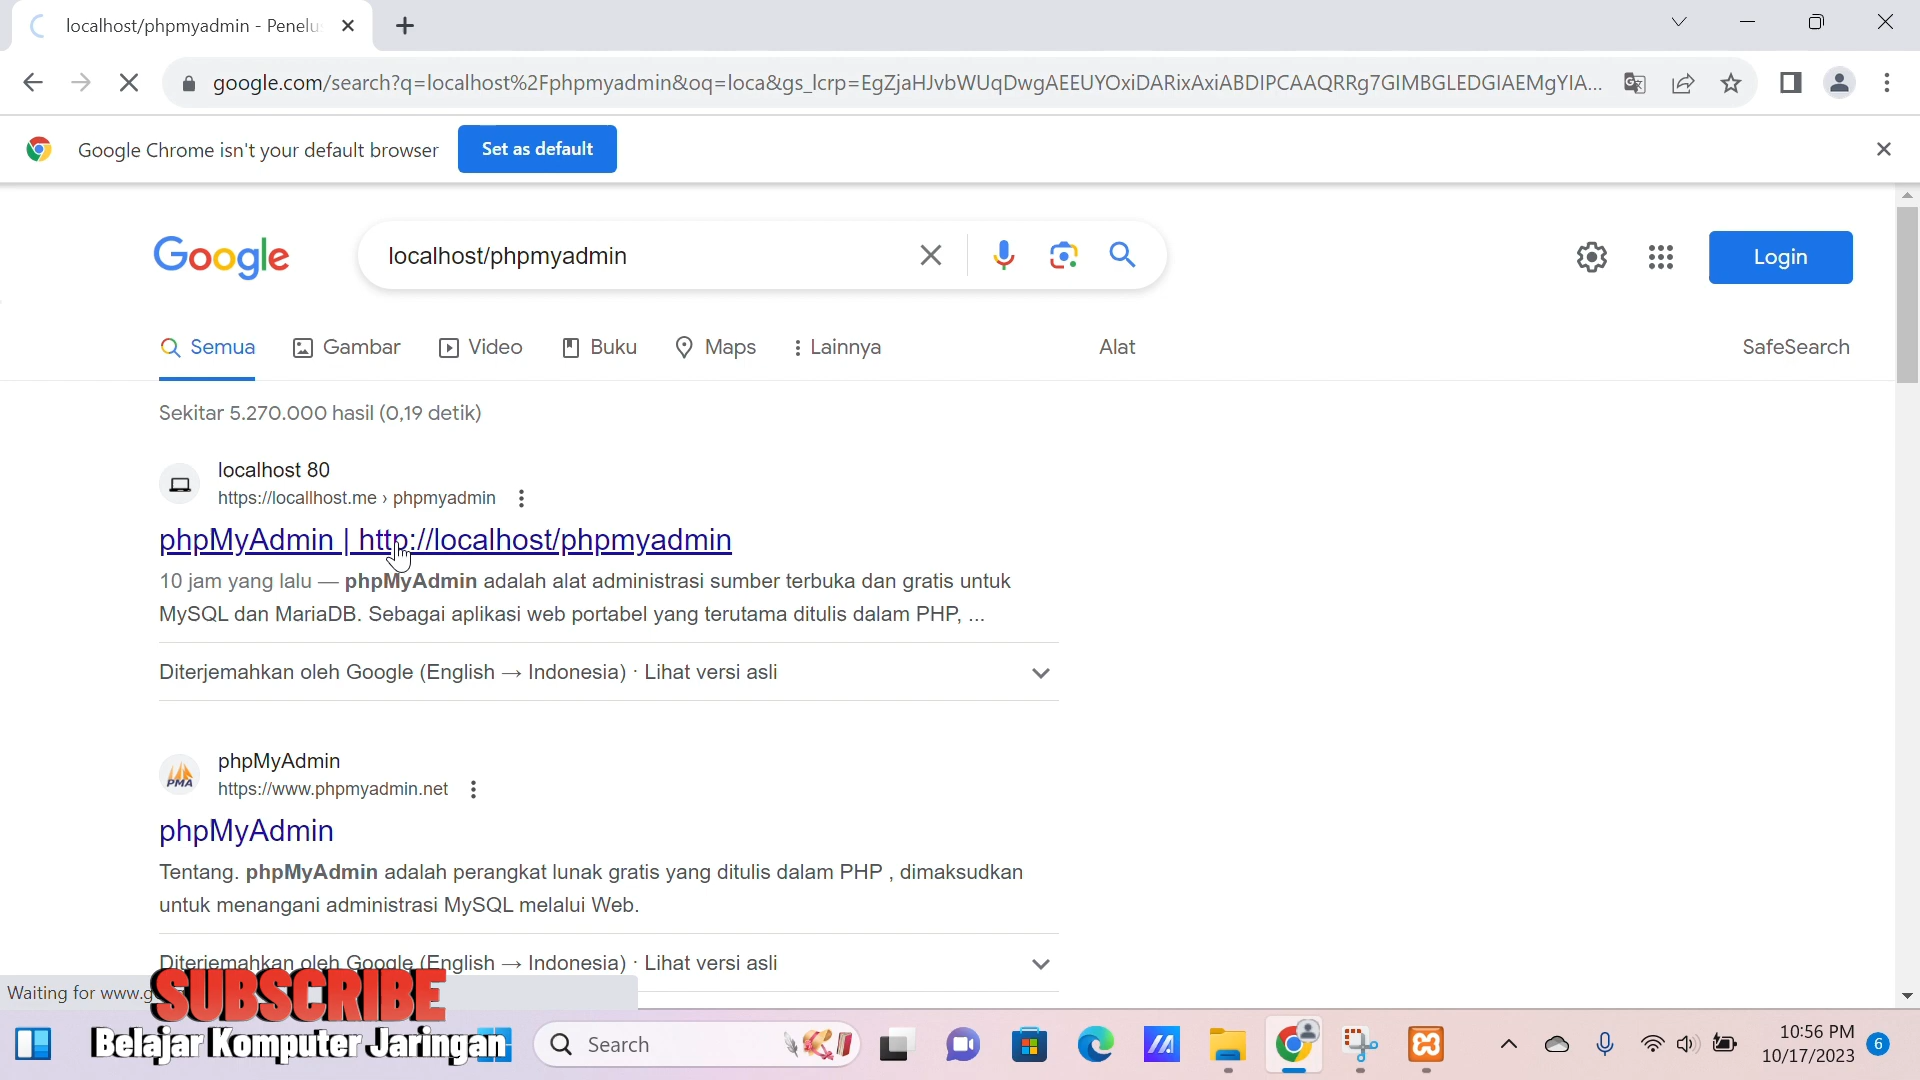 localhost/phpmyadmin - Penelu
google.com/search?q=localhost%2Fphpmyadmin&oq=loca&gs_lcrp=EgZjaHJvbWUqDwgAEEUYOxiDARixAxiABDIPCAAQRRg7GIMBGLEDGIAEMgYIA...
Google Chrome isn't your default browser
Set as default
Google
localhost/phpmyadmin
Login
Semua
Gambar
Video
Buku
Maps
Lainnya
Alat
SafeSearch
Sekitar 5.270.000 hasil (0,19 detik)
localhost 80
https://locallhost.me › phpmyadmin
phpMyAdmin | http://localhost/phpmyadmin
10 jam yang lalu — phpMyAdmin adalah alat administrasi sumber terbuka dan gratis untuk
MySQL dan MariaDB. Sebagai aplikasi web portabel yang terutama ditulis dalam PHP, ...
Diterjemahkan oleh Google (English → Indonesia) · Lihat versi asli
phpMyAdmin
PMA
https://www.phpmyadmin.net
phpMyAdmin
Tentang. phpMyAdmin adalah perangkat lunak gratis yang ditulis dalam PHP , dimaksudkan
untuk menangani administrasi MySQL melalui Web.
Diterjemahkan oleh Google (English → Indonesia) · Lihat versi asli
Waiting for www.g
SUBSCRIBE
Belajar Komputer Jaringan
Search
10:56 PM
10/17/2023
6